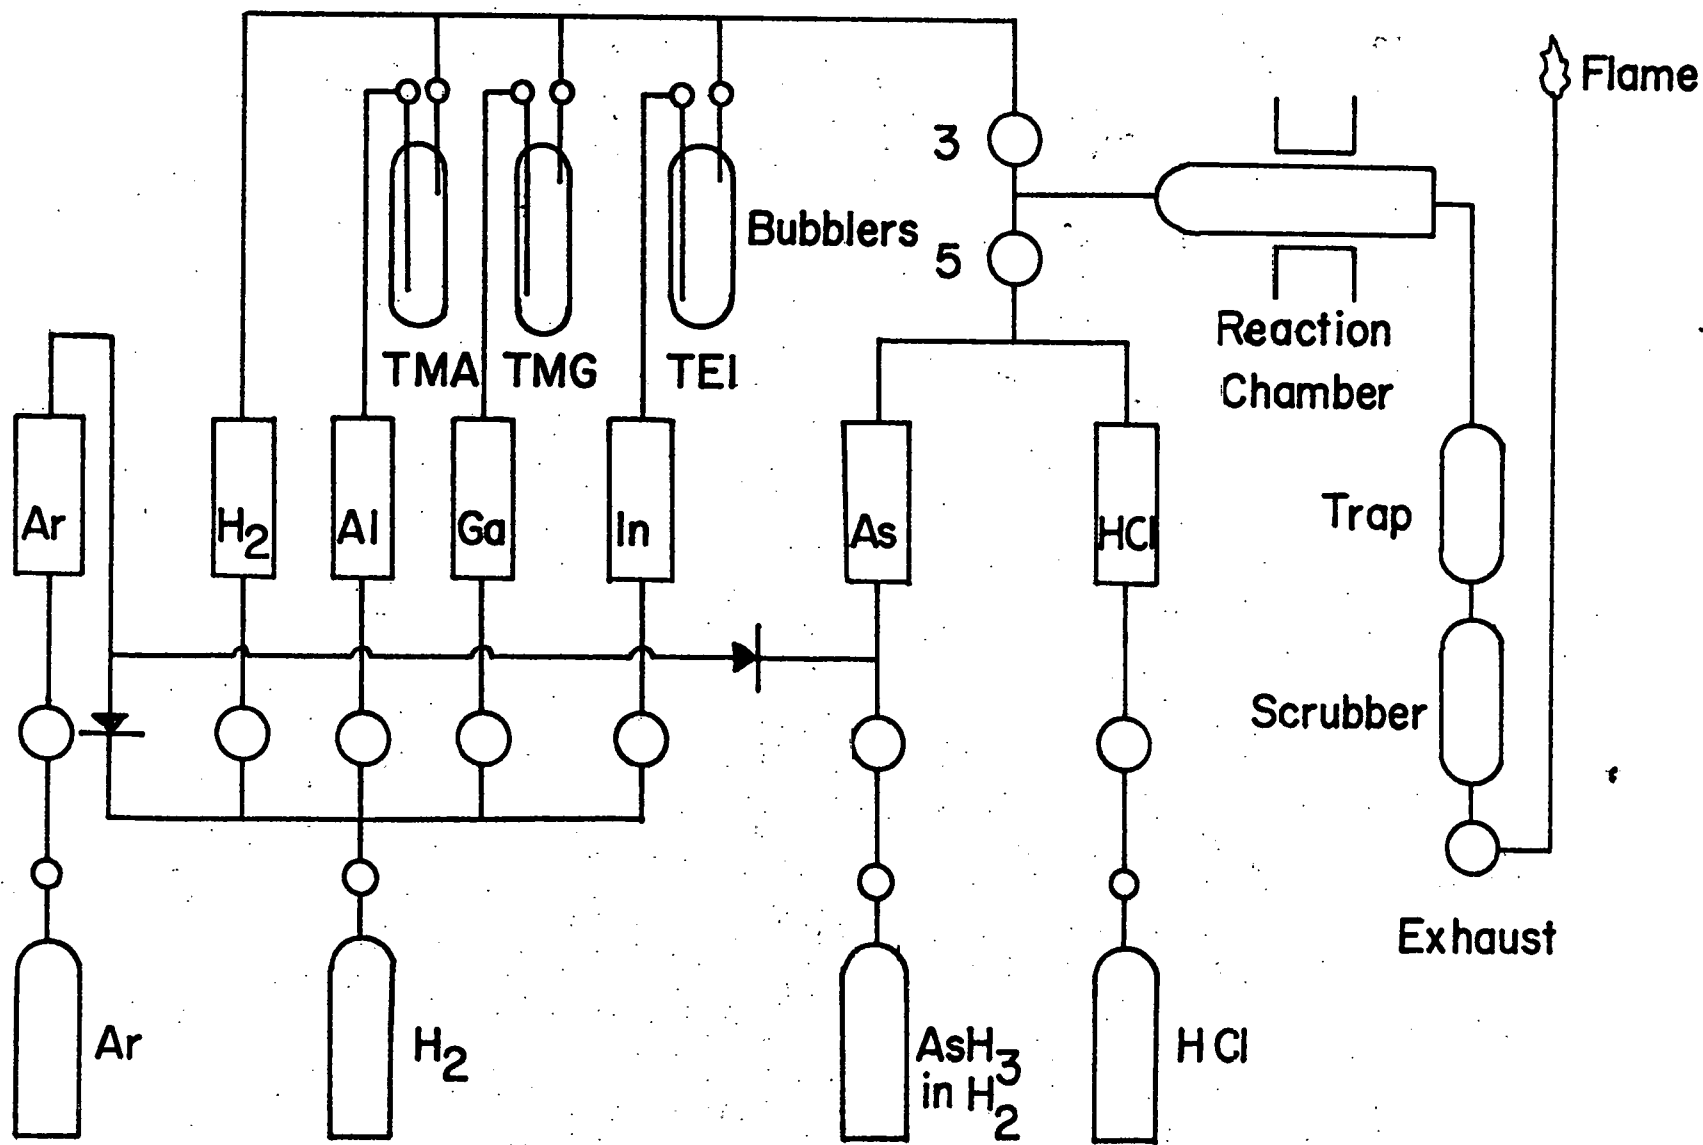 Flame
3
Bubblers
5
Reaction
Chamber
TMA
TMG
TEI
Ar
H2
Al
Ga
In
As
HCl
Trap
Scrubber
Exhaust
Ar
H2
AsH3
in H2
HCl